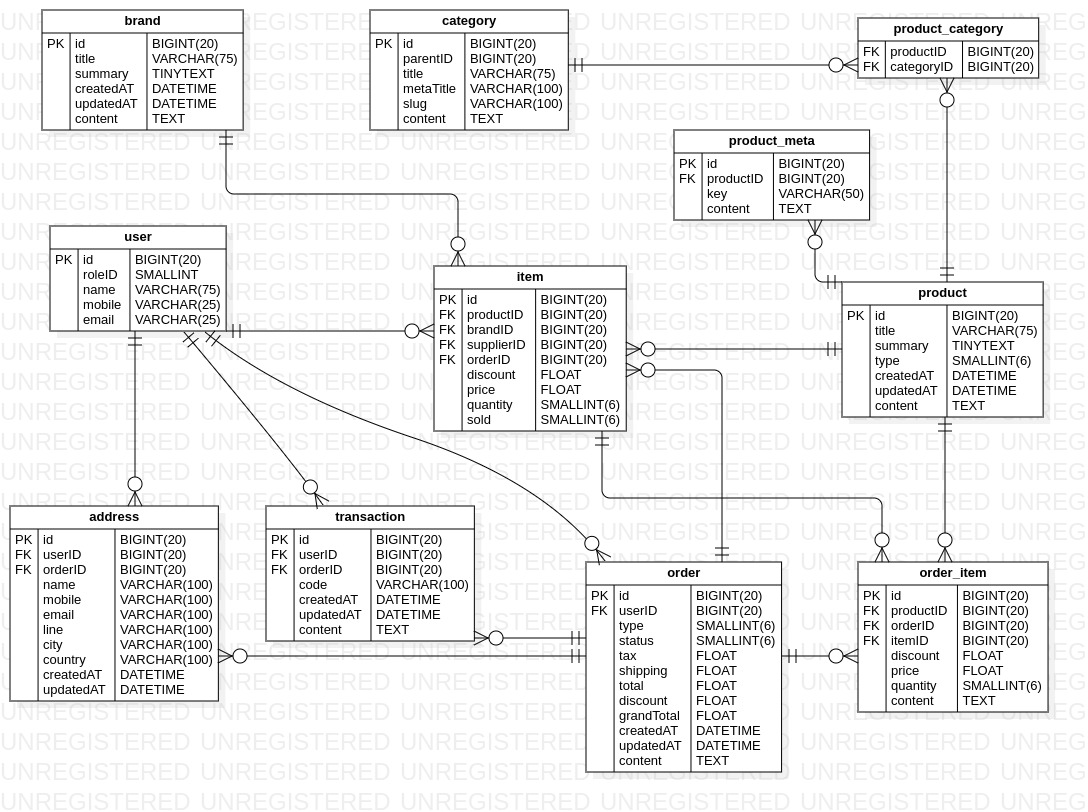 brand
PK id BIGINT(20)
title VARCHAR(75)
summary TINYTEXT
createdAT DATETIME
updatedAT DATETIME
content TEXT
category
PK id BIGINT(20)
parentID BIGINT(20)
title VARCHAR(75)
metaTitle VARCHAR(100)
slug VARCHAR(100)
content TEXT
product_category
FK productID BIGINT(20)
FK categoryID BIGINT(20)
product_meta
PK id BIGINT(20)
FK productID BIGINT(20)
key VARCHAR(50)
content TEXT
user
PK id BIGINT(20)
roleID SMALLINT
name VARCHAR(75)
mobile VARCHAR(25)
email VARCHAR(25)
item
PK id BIGINT(20)
FK productID BIGINT(20)
FK brandID BIGINT(20)
FK supplierID BIGINT(20)
FK orderID BIGINT(20)
discount FLOAT
price FLOAT
quantity SMALLINT(6)
sold SMALLINT(6)
product
PK id BIGINT(20)
title VARCHAR(75)
summary TINYTEXT
type SMALLINT(6)
createdAT DATETIME
updatedAT DATETIME
content TEXT
address
PK id BIGINT(20)
FK userID BIGINT(20)
FK orderID BIGINT(20)
name VARCHAR(100)
mobile VARCHAR(100)
email VARCHAR(100)
line VARCHAR(100)
city VARCHAR(100)
country VARCHAR(100)
createdAT DATETIME
updatedAT DATETIME
transaction
PK id BIGINT(20)
FK userID BIGINT(20)
FK orderID BIGINT(20)
code VARCHAR(100)
createdAT DATETIME
updatedAT DATETIME
content TEXT
order
PK id BIGINT(20)
FK userID BIGINT(20)
type SMALLINT(6)
status SMALLINT(6)
tax FLOAT
shipping FLOAT
total FLOAT
discount FLOAT
grandTotal FLOAT
createdAT DATETIME
updatedAT DATETIME
content TEXT
order_item
PK id BIGINT(20)
FK productID BIGINT(20)
FK orderID BIGINT(20)
FK itemID BIGINT(20)
discount FLOAT
price FLOAT
quantity SMALLINT(6)
content TEXT
UNREGISTERED